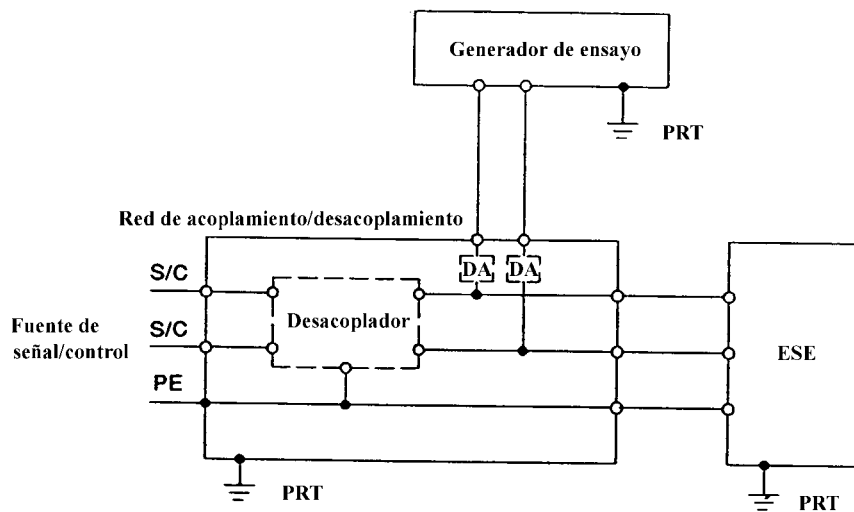 Generador de ensayo
PRT
Red de acoplamiento/desacoplamiento
S/C
DA
DA
Desacoplador
Fuente de
señal/control
S/C
ESE
PE
PRT
PRT